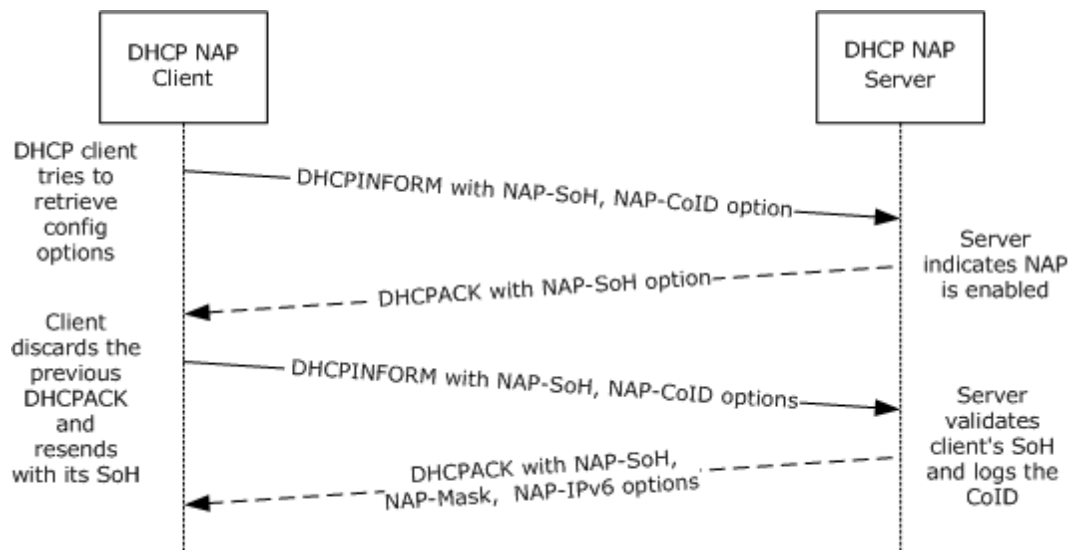 DHCP NAP
Client
DHCP NAP
Server
DHCP client
tries to
retrieve
config
options
DHCPINFORM with NAP-SoH, NAP-CoID option
Server
indicates NAP
is enabled
DHCPACK with NAP-SoH option
Client
discards the
previous
DHCPACK
and
resends
with its SoH
DHCPINFORM with NAP-SoH, NAP-CoID options
Server
validates
client's SoH
and logs the
CoID
DHCPACK with NAP-SoH,
NAP-Mask, NAP-IPv6 options